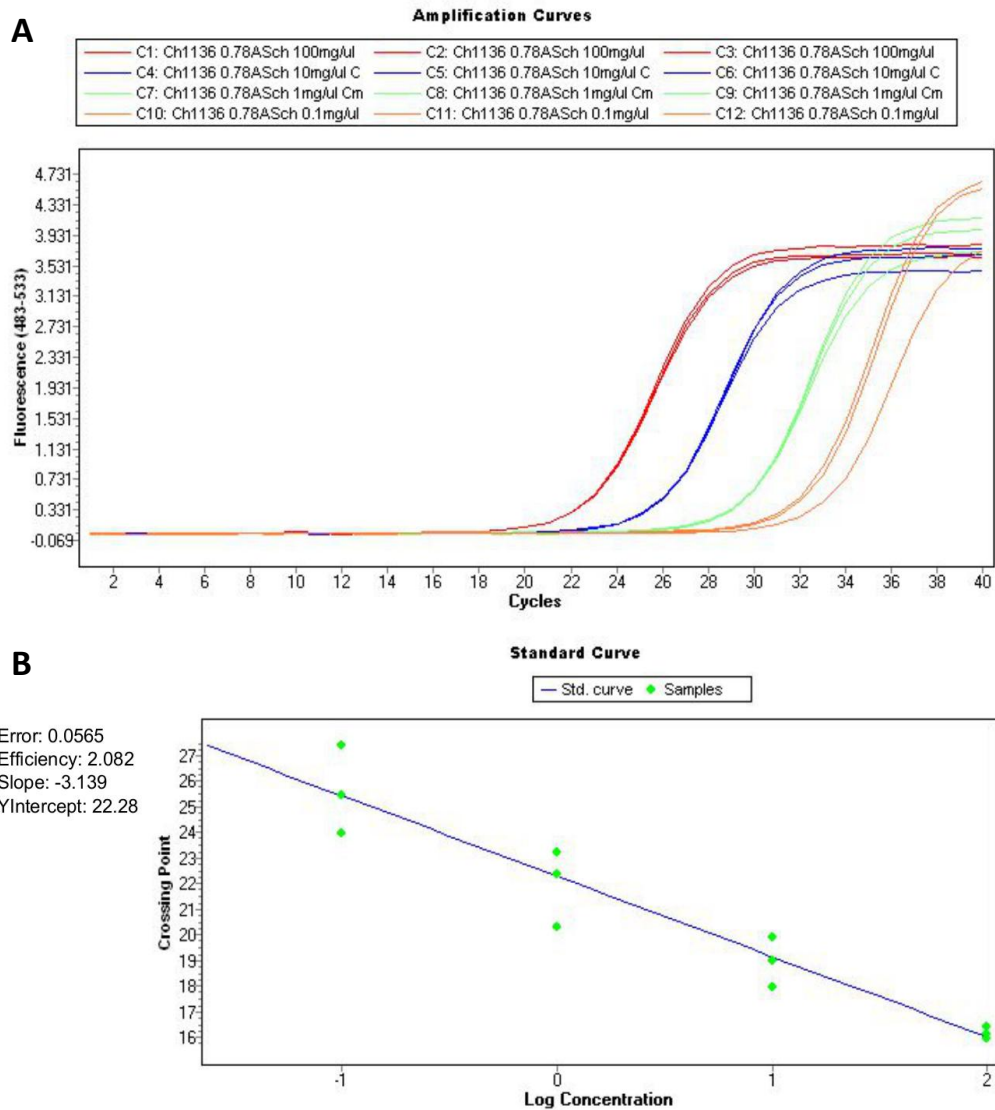 A
Amplification Curves
C1: Ch1136 0.78ASch 100mg/ul C2: Ch1136 0.78ASch 100mg/ul C3: Ch1136 0.78ASch 100mg/ul
C4: Ch1136 0.78ASch 10mg/ul C C5: Ch1136 0.78ASch 10mg/ul C C6: Ch1136 0.78ASch 10mg/ul C
C7: Ch1136 0.78ASch 1mg/ul Cm C8: Ch1136 0.78ASch 1mg/ul Cm C9: Ch1136 0.78ASch 1mg/ul Cm
C10: Ch1136 0.78ASch 0.1mg/ul C11: Ch1136 0.78ASch 0.1mg/ul C12: Ch1136 0.78ASch 0.1mg/ul
Fluorescence (483-533)
4.731
4.331
3.931
3.531
3.131
2.731
2.331
1.931
1.531
1.131
0.731
0.331
-0.069
2 4 6 8 10 12 14 16 18 20 22 24 26 28 30 32 34 36 38 40
Cycles
B
Standard Curve
Std. curve Samples
Error: 0.0565
Efficiency: 2.082
Slope: -3.139
YIntercept: 22.28
Crossing Point
27
26
25
24
23
22
21
20
19
18
17
16
-1 0 1 2
Log Concentration